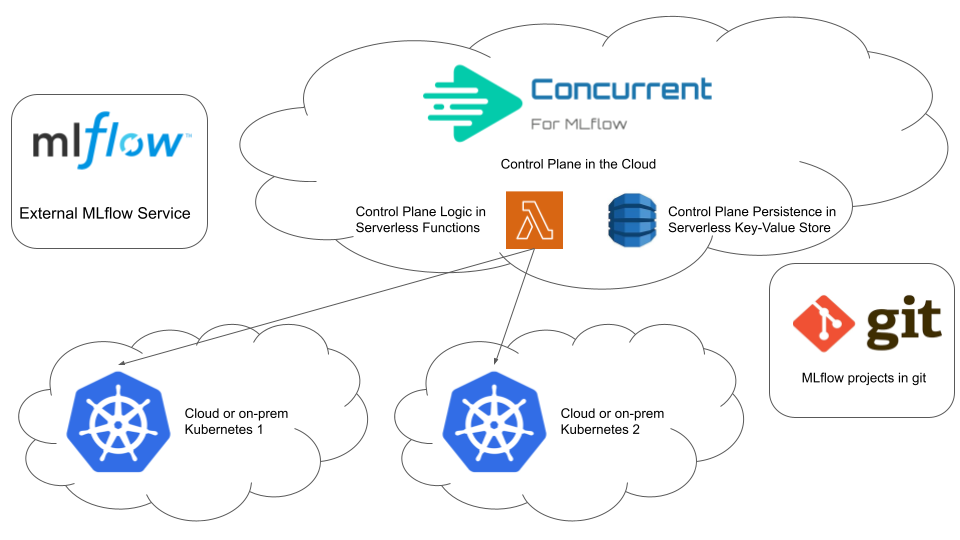 Concurrent
For MLflow
mlflow™
External MLflow Service
Control Plane in the Cloud
Control Plane Logic in
Serverless Functions
Control Plane Persistence in
Serverless Key-Value Store
git
MLflow projects in git
Cloud or on-prem
Kubernetes 1
Cloud or on-prem
Kubernetes 2